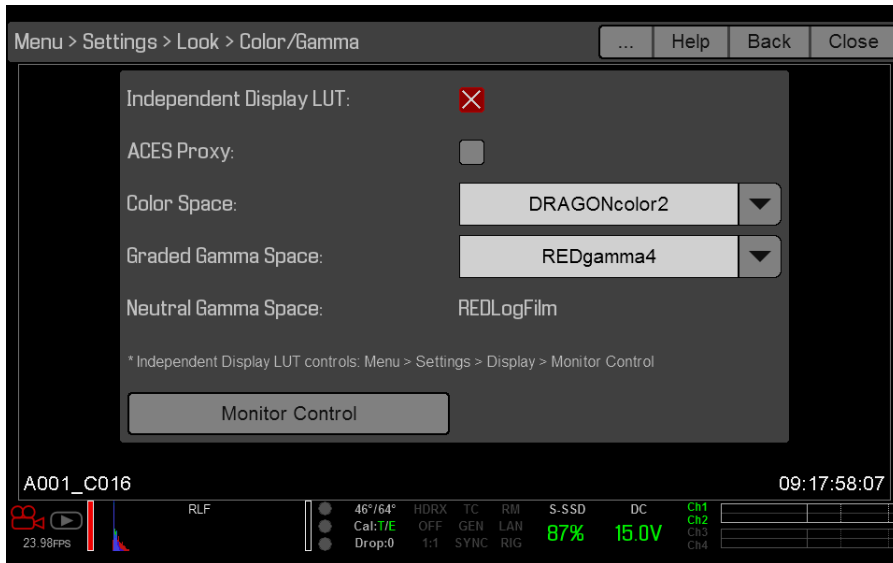 Menu > Settings > Look > Color/Gamma ... Help Back Close
Independent Display LUT:
ACES Proxy:
Color Space: DRAGONcolor2
Graded Gamma Space: REDgamma4
Neutral Gamma Space: REDLogFilm
* Independent Display LUT controls: Menu > Settings > Display > Monitor Control
Monitor Control
A001_C016 09:17:58:07
RLF 46°/64° HDRX TC RM S-SSD DC Ch1
Cal:T/E OFF GEN LAN 87% 15.0V Ch2
23.98FPS Drop:0 1:1 SYNC RIG Ch3
Ch4